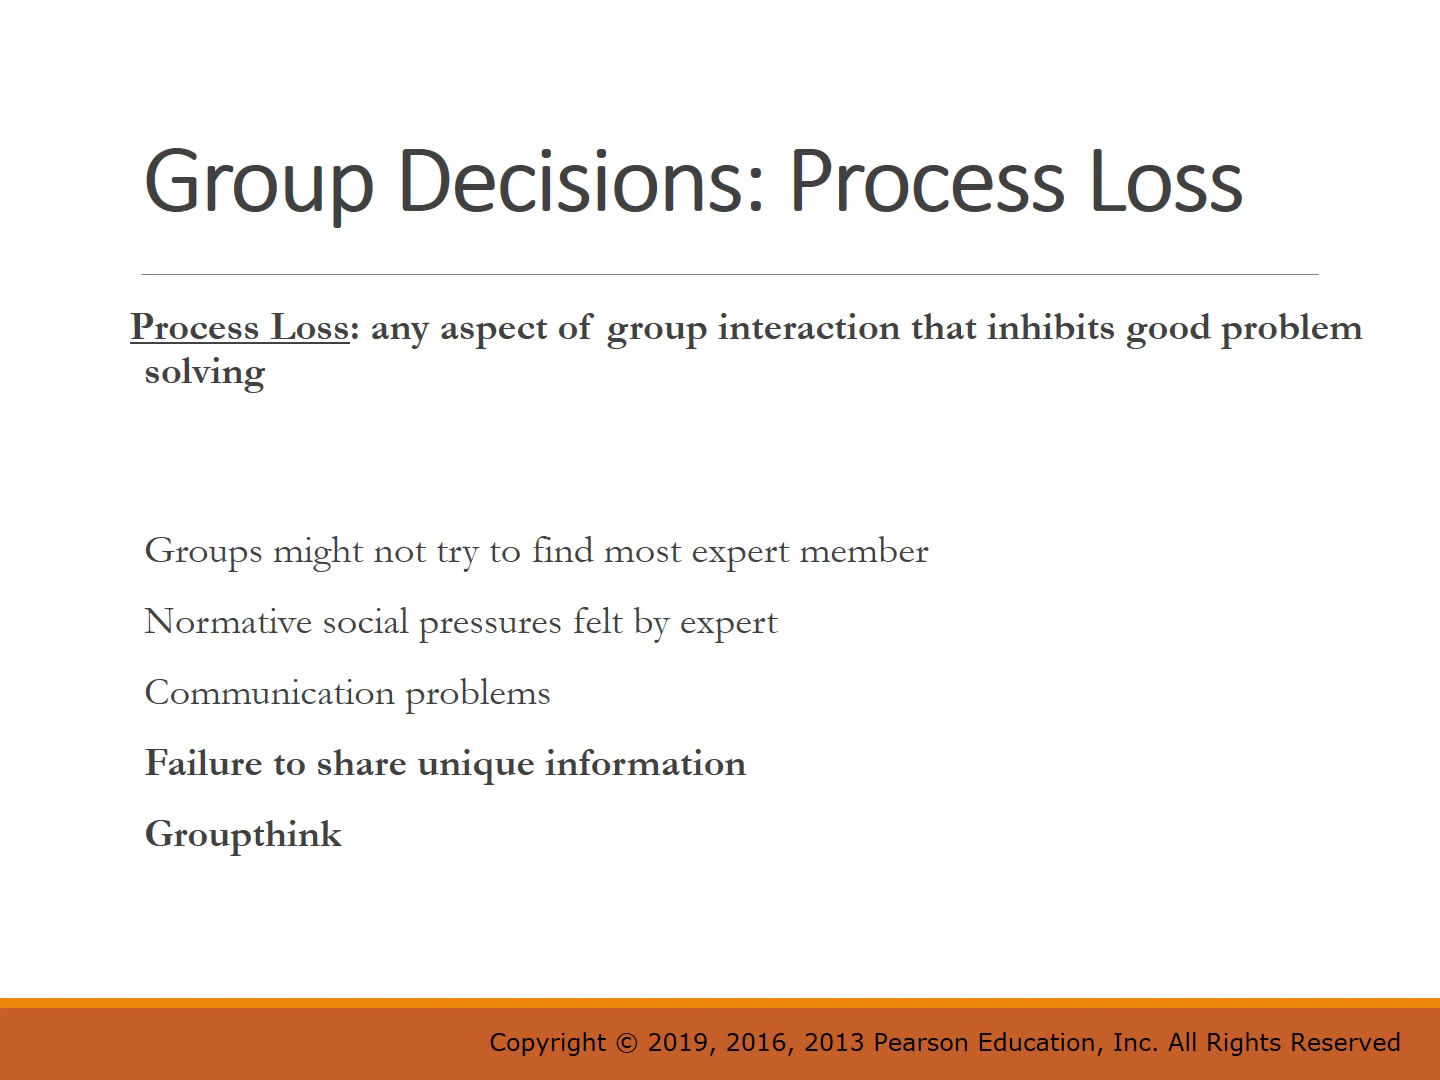 Group Decisions: Process Loss
Process Loss: any aspect of group interaction that inhibits good problem
solving
Groups might not try to find most expert member
Normative social pressures felt by expert
Communication problems
Failure to share unique information
Groupthink
Copyright © 2019, 2016, 2013 Pearson Education, Inc. All Rights Reserved